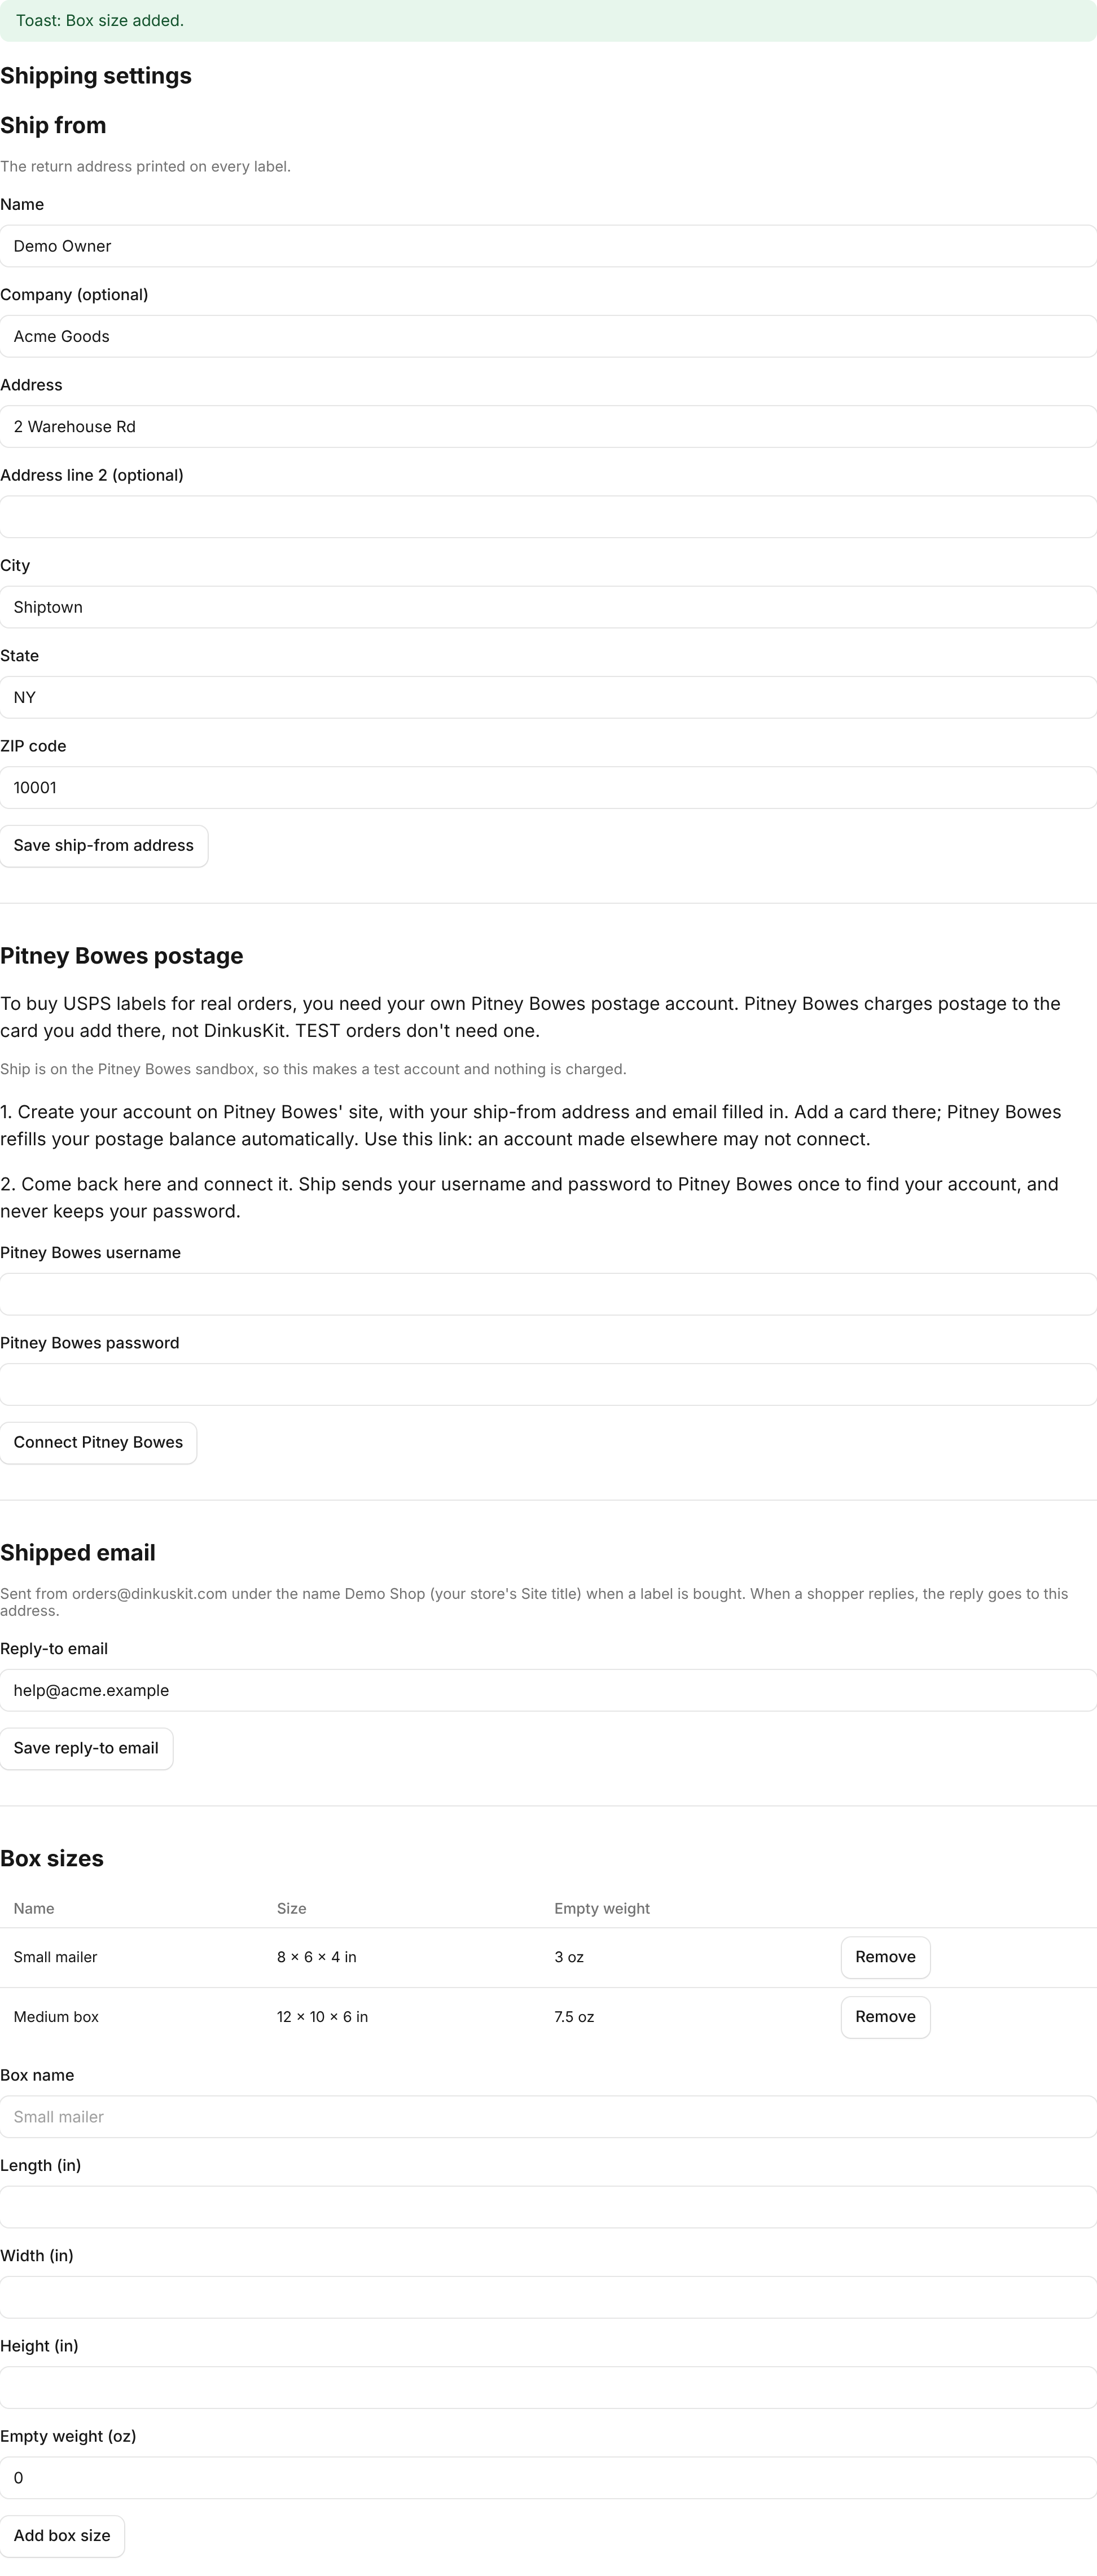 Toast: Box size added.
Shipping settings
Ship from
The return address printed on every label.
Name
Demo Owner
Company (optional)
Acme Goods
Address
2 Warehouse Rd
Address line 2 (optional)
City
Shiptown
State
NY
ZIP code
10001
Save ship-from address
Pitney Bowes postage
To buy USPS labels for real orders, you need your own Pitney Bowes postage account. Pitney Bowes charges postage to the
card you add there, not DinkusKit. TEST orders don't need one.
Ship is on the Pitney Bowes sandbox, so this makes a test account and nothing is charged.
1. Create your account on Pitney Bowes' site, with your ship-from address and email filled in. Add a card there; Pitney Bowes
refills your postage balance automatically. Use this link: an account made elsewhere may not connect.
2. Come back here and connect it. Ship sends your username and password to Pitney Bowes once to find your account, and
never keeps your password.
Pitney Bowes username
Pitney Bowes password
Connect Pitney Bowes
Shipped email
Sent from orders@dinkuskit.com under the name Demo Shop (your store's Site title) when a label is bought. When a shopper replies, the reply goes to this
address.
Reply-to email
help@acme.example
Save reply-to email
Box sizes
Name Size Empty weight
Small mailer 8 × 6 × 4 in 3 oz Remove
Medium box 12 × 10 × 6 in 7.5 oz Remove
Box name
Small mailer
Length (in)
Width (in)
Height (in)
Empty weight (oz)
0
Add box size